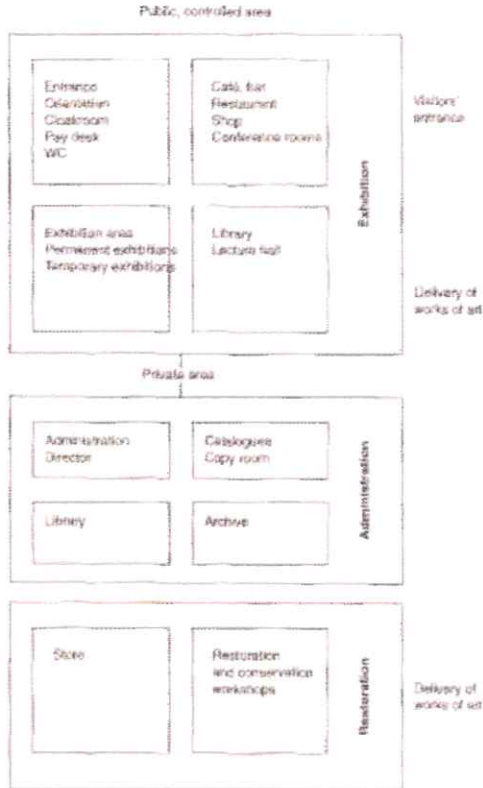 Public, controlled area
Entrance
Orientation
Cloakroom
Pay desk
WC
Café, bar
Restaurant
Shop
Conference rooms
Visitors'
entrance
Exhibition
Exhibition area
Permanent exhibitions
Temporary exhibitions
Library
Lecture hall
Delivery of
works of art
Private area
Administration
Director
Catalogues
Copy room
Administration
Library
Archive
Store
Restoration
and conservation
workshops
Restoration
Delivery of
works of art